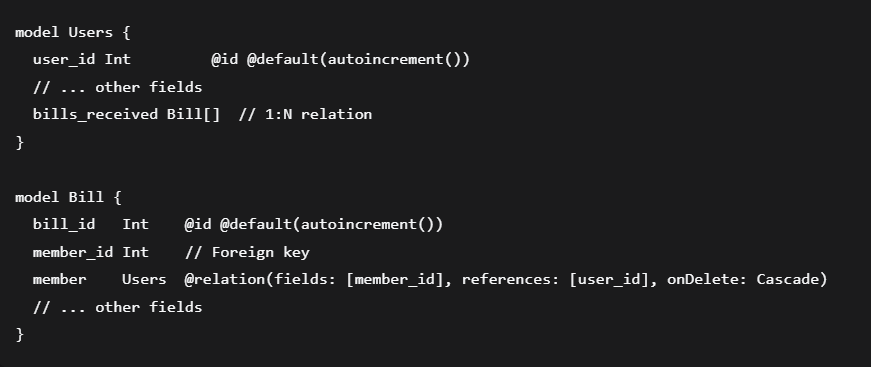 model Users {
  user_id Int         @id @default(autoincrement())
  // ... other fields
  bills_received Bill[]  // 1:N relation
}

model Bill {
  bill_id   Int    @id @default(autoincrement())
  member_id Int    // Foreign key
  member    Users  @relation(fields: [member_id], references: [user_id], onDelete: Cascade)
  // ... other fields
}